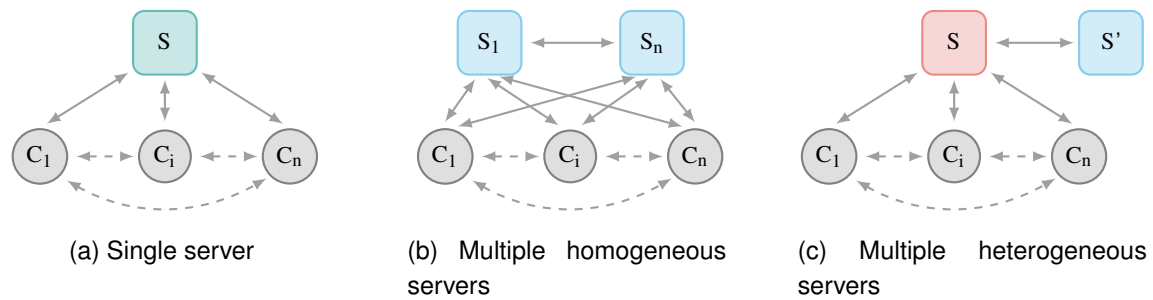 S
C1 Ci Cn
(a) Single server
S1 Sn
C1 Ci Cn
(b) Multiple homogeneous
servers
S S'
C1 Ci Cn
(c) Multiple heterogeneous
servers